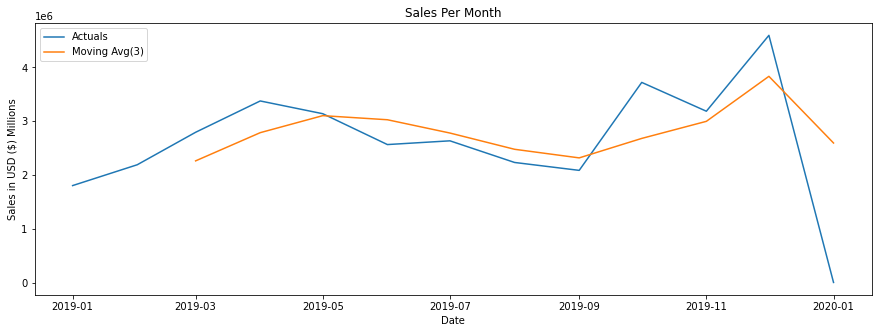 Sales Per Month
1e6
Actuals
Moving Avg(3)
4
3
2
1
0
Sales in USD ($) Millions
2019-01
2019-03
2019-05
2019-07
2019-09
2019-11
2020-01
Date